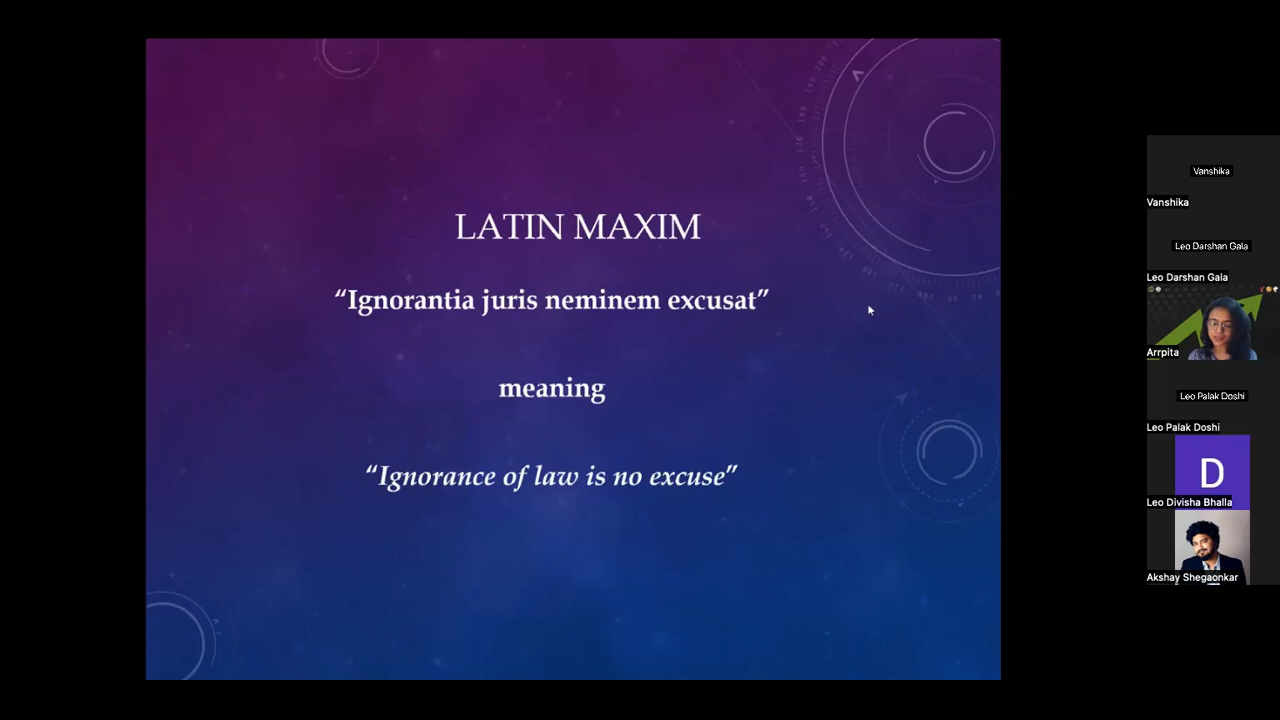 LATIN MAXIM
“Ignorantia juris neminem excusat”
meaning
“Ignorance of law is no excuse”
Vanshika
Vanshika
Leo Darshan Gala
Leo Darshan Gala
Arrpita
Leo Palak Doshi
Leo Palak Doshi
D
Leo Divisha Bhalla
Akshay Shegaonkar